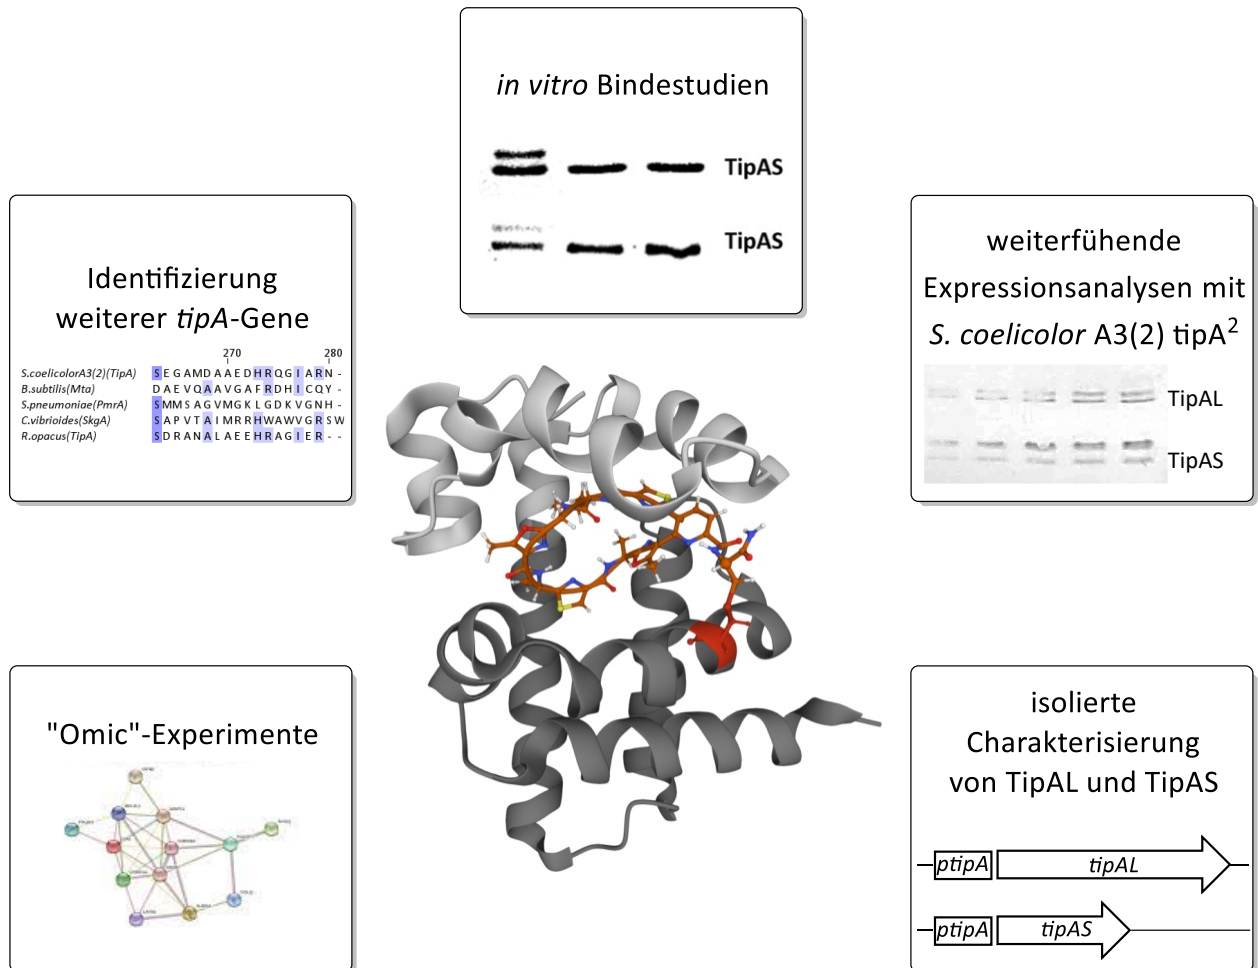 in vitro Bindestudien
TipAS
TipAS
Identifizierung
weiterer tipA-Gene
270 280
S.coelicolorA3(2)(TipA) SEGAMDAAEDHRQGIARN-
B.subtilis(Mta) DAEVQAAVGAFRDHICQY-
S.pneumoniae(PmrA) SMMSAGVMGKLGDKVGNH-
C.vibrioides(SkgA) SAPVTAIMRRHWAWVGRSW
R.opacus(TipA) SDRANALAEEHRAGIER--
weiterfühende
Expressionsanalysen mit
S. coelicolor A3(2) tipA²
TipAL
TipAS
"Omic"-Experimente
isolierte
Charakterisierung
von TipAL und TipAS
ptipA tipAL
ptipA tipAS